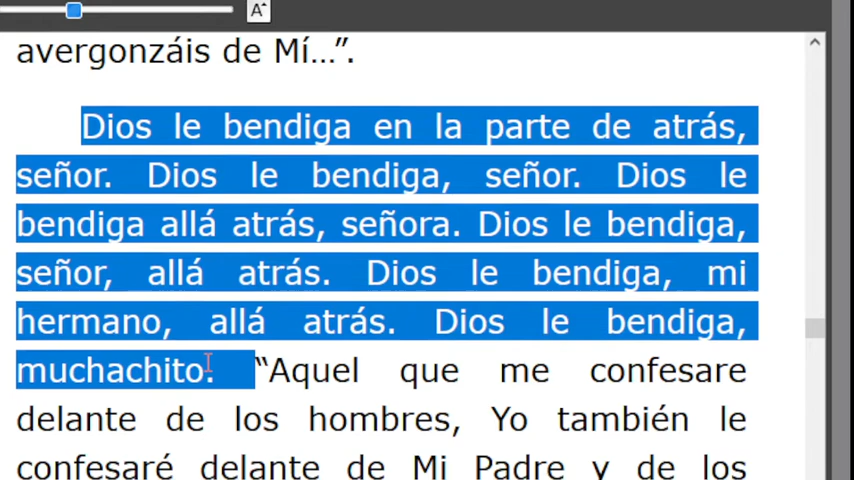 A
avergonzáis de Mí...”.
Dios le bendiga en la parte de atrás,
señor. Dios le bendiga, señor. Dios le
bendiga allá atrás, señora. Dios le bendiga,
señor, allá atrás. Dios le bendiga, mi
hermano, allá atrás. Dios le bendiga,
muchachito. “Aquel que me confesare
delante de los hombres, Yo también le
confesaré delante de Mi Padre y de los